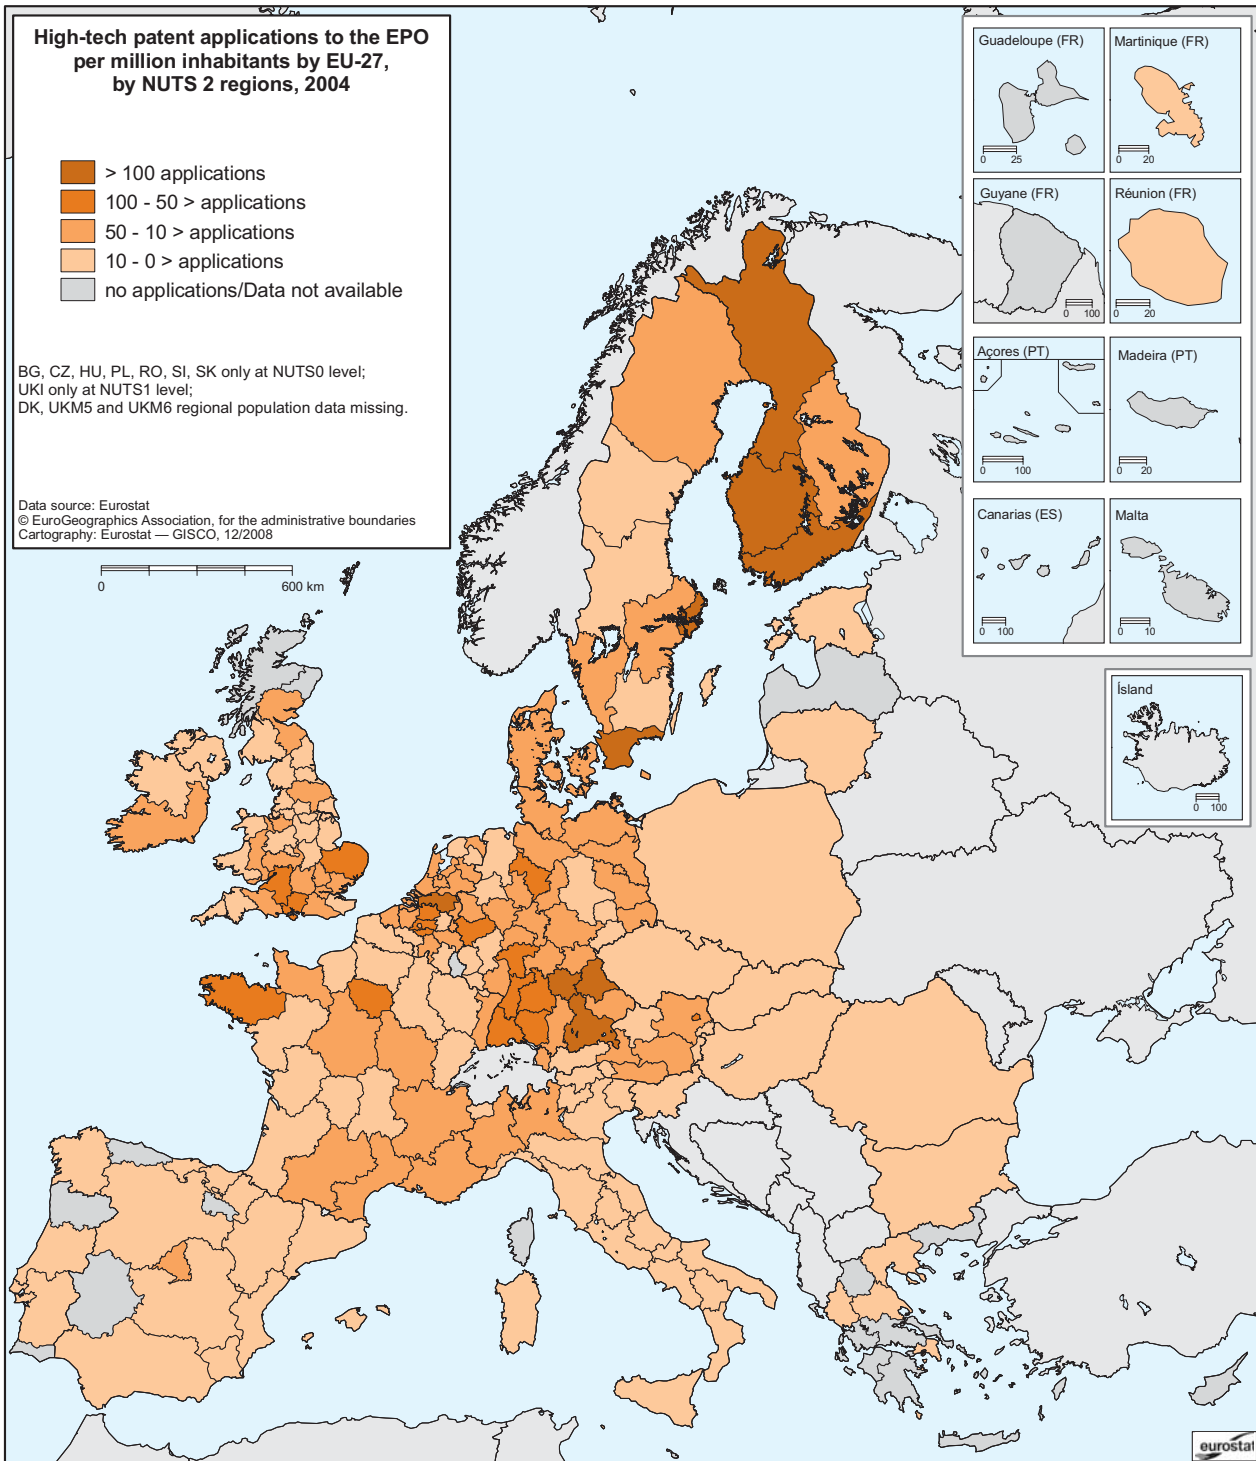 High-tech patent applications to the EPO
per million inhabitants by EU-27,
by NUTS 2 regions, 2004
> 100 applications
100 - 50 > applications
50 - 10 > applications
10 - 0 > applications
no applications/Data not available
BG, CZ, HU, PL, RO, SI, SK only at NUTS0 level;
UKI only at NUTS1 level;
DK, UKM5 and UKM6 regional population data missing.
Data source: Eurostat
© EuroGeographics Association, for the administrative boundaries
Cartography: Eurostat — GISCO, 12/2008
0 600 km
Guadeloupe (FR)
0 25
Martinique (FR)
0 20
Guyane (FR)
0 100
Réunion (FR)
0 20
Açores (PT)
0 100
Madeira (PT)
0 20
Canarias (ES)
0 100
Malta
0 10
Ísland
0 100
eurostat